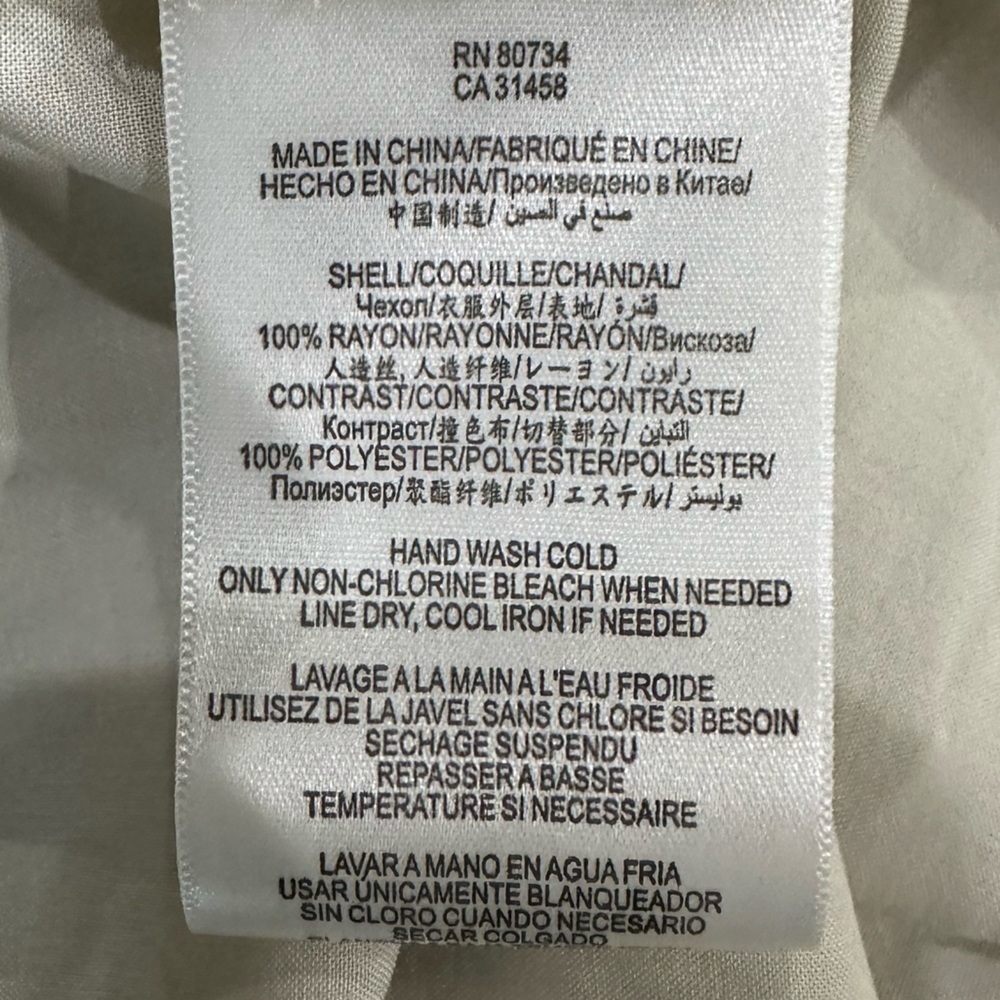 RN 80734
CA 31458
MADE IN CHINA/FABRIQUÉ EN CHINE/
HECHO EN CHINA/Произведено в Китае/
中国制造/ صنع في الصين
SHELL/COQUILLE/CHANDAL/
Чехол/衣服外层/表地/ قشرة
100% RAYON/RAYONNE/RAYÓN/Вискоза/
人造丝, 人造纤维/レーヨン/ رايون
CONTRAST/CONTRASTE/CONTRASTE/
Контраст/撞色布/切替部分/ التباين
100% POLYESTER/POLYESTER/POLIÉSTER/
Полиэстер/聚酯纤维/ポリエステル/ بوليستر
HAND WASH COLD
ONLY NON-CHLORINE BLEACH WHEN NEEDED
LINE DRY, COOL IRON IF NEEDED
LAVAGE A LA MAIN A L'EAU FROIDE
UTILISEZ DE LA JAVEL SANS CHLORE SI BESOIN
SECHAGE SUSPENDU
REPASSER A BASSE
TEMPERATURE SI NECESSAIRE
LAVAR A MANO EN AGUA FRIA
USAR ÚNICAMENTE BLANQUEADOR
SIN CLORO CUANDO NECESARIO
SECAR COLGADO